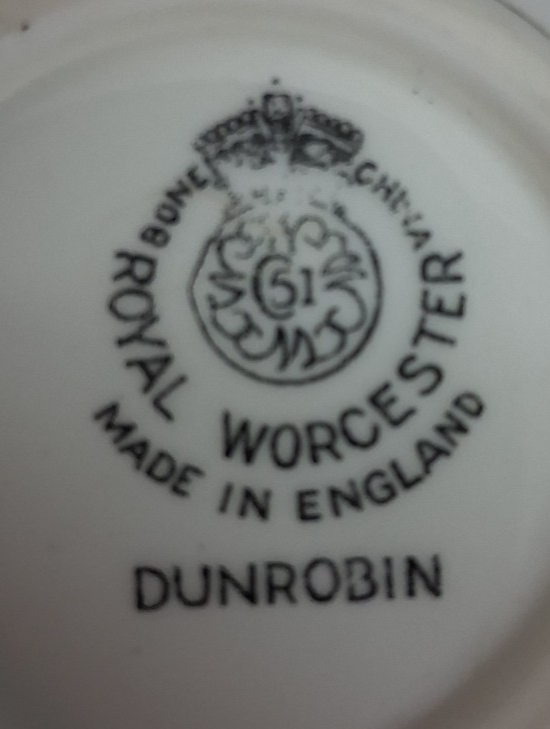 BONE CHINA
ROYAL WORCESTER
51
MADE IN ENGLAND
DUNROBIN